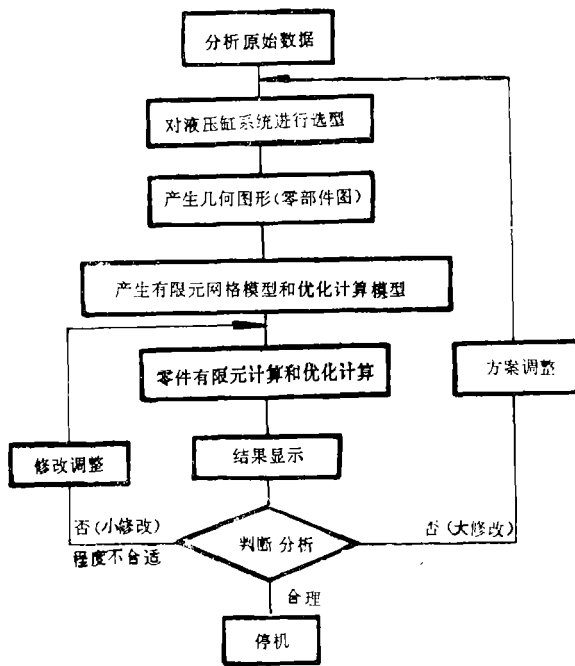 分析原始数据
对液压缸系统进行选型
产生几何图形(零部件图)
产生有限元网格模型和优化计算模型
零件有限元计算和优化计算
方案调整
修改调整
结果显示
否(小修改)
程度不合适
判断分析
否(大修改)
合理
停机